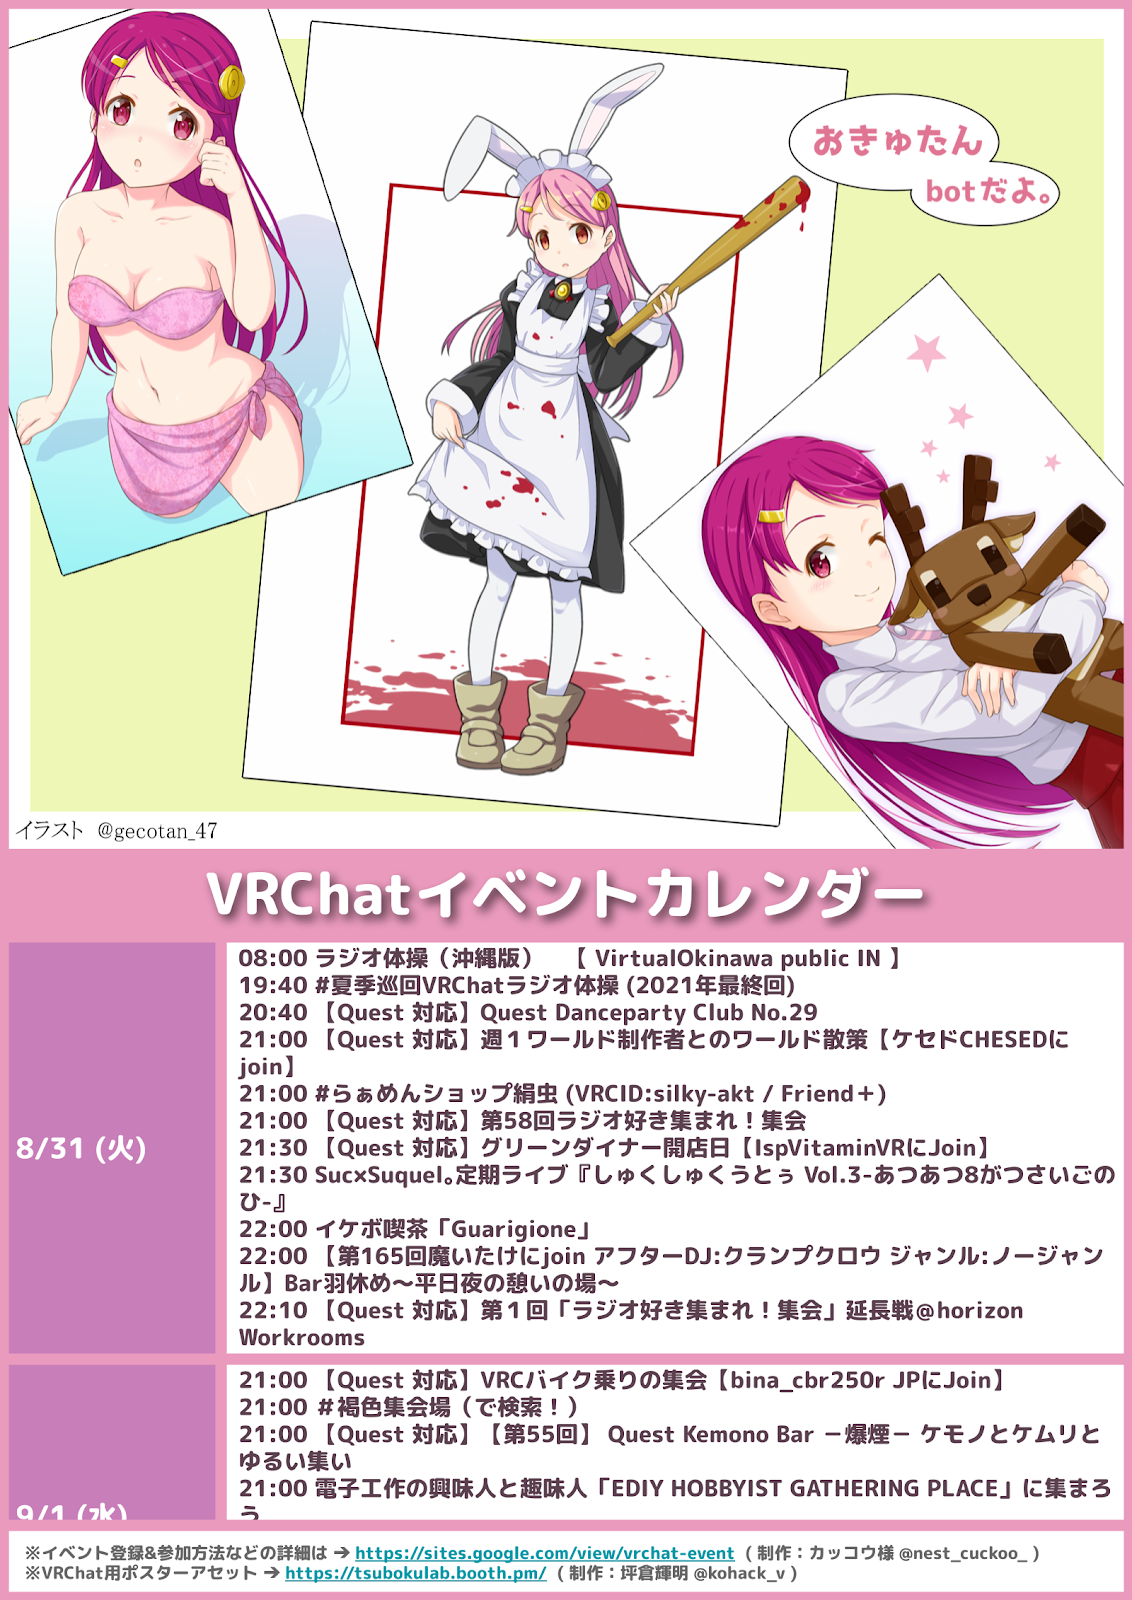 おきゅたん
botだよ。
イラスト @gecotan_47
VRChatイベントカレンダー
8/31 (火)
08:00 ラジオ体操（沖縄版） 【 VirtualOkinawa public IN 】
19:40 #夏季巡回VRChatラジオ体操 (2021年最終回)
20:40 【Quest 対応】Quest Danceparty Club No.29
21:00 【Quest 対応】週１ワールド制作者とのワールド散策【ケセドCHESEDに
join】
21:00 #らぁめんショップ絹虫 (VRCID:silky-akt / Friend＋)
21:00 【Quest 対応】第58回ラジオ好き集まれ！集会
21:30 【Quest 対応】グリーンダイナー開店日【IspVitaminVRにJoin】
21:30 Suc×Suquel。定期ライブ『しゅくしゅくうとぅ Vol.3-あつあつ8がつさいごの
ひ-』
22:00 イケボ喫茶「Guarigione」
22:00 【第165回魔いたけにjoin アフターDJ:クランプクロウ ジャンル:ノージャン
ル】Bar羽休め～平日夜の憩いの場～
22:10 【Quest 対応】第１回「ラジオ好き集まれ！集会」延長戦＠horizon
Workrooms
9/1 (水)
21:00 【Quest 対応】VRCバイク乗りの集会【bina_cbr250r JPにJoin】
21:00 ＃褐色集会場（で検索！）
21:00 【Quest 対応】【第55回】 Quest Kemono Bar －爆煙－ ケモノとケムリと
ゆるい集い
21:00 電子工作の興味人と趣味人「EDIY HOBBYIST GATHERING PLACE」に集まろ
う
※イベント登録&参加方法などの詳細は → https://sites.google.com/view/vrchat-event （ 制作：カッコウ様 @nest_cuckoo_ ）
※VRChat用ポスターアセット → https://tsubokulab.booth.pm/ （ 制作：坪倉輝明 @kohack_v ）